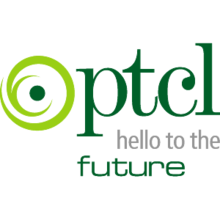 ptcl
hello to the
future